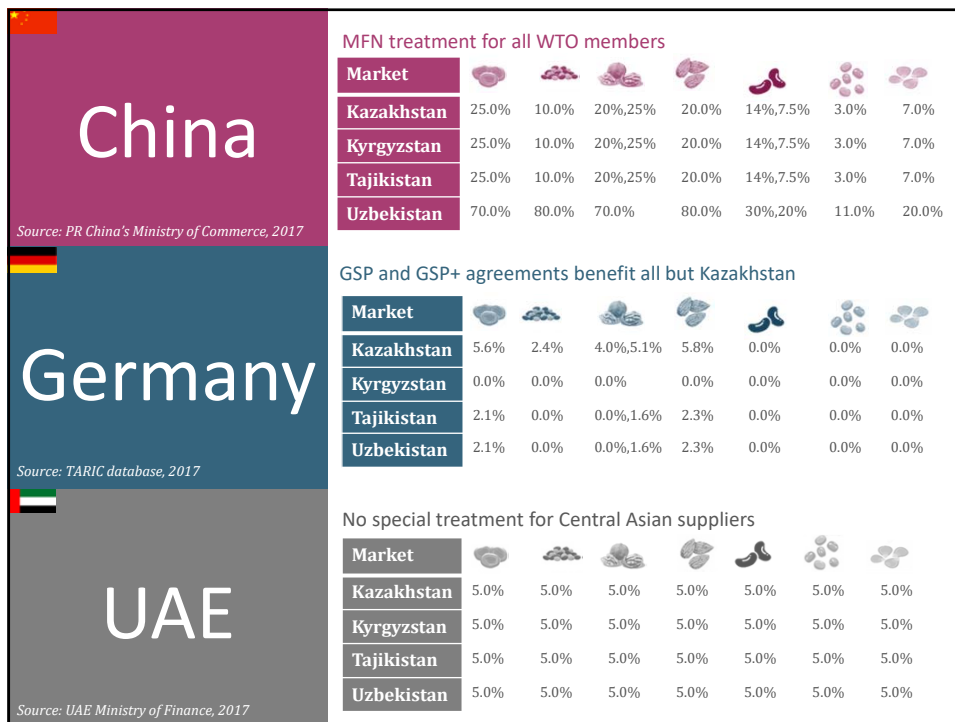 China
Source: PR China's Ministry of Commerce, 2017
MFN treatment for all WTO members
Market
Kazakhstan 25.0% 10.0% 20%,25% 20.0% 14%,7.5% 3.0% 7.0%
Kyrgyzstan 25.0% 10.0% 20%,25% 20.0% 14%,7.5% 3.0% 7.0%
Tajikistan 25.0% 10.0% 20%,25% 20.0% 14%,7.5% 3.0% 7.0%
Uzbekistan 70.0% 80.0% 70.0% 80.0% 30%,20% 11.0% 20.0%
Germany
Source: TARIC database, 2017
GSP and GSP+ agreements benefit all but Kazakhstan
Market
Kazakhstan 5.6% 2.4% 4.0%,5.1% 5.8% 0.0% 0.0% 0.0%
Kyrgyzstan 0.0% 0.0% 0.0% 0.0% 0.0% 0.0% 0.0%
Tajikistan 2.1% 0.0% 0.0%,1.6% 2.3% 0.0% 0.0% 0.0%
Uzbekistan 2.1% 0.0% 0.0%,1.6% 2.3% 0.0% 0.0% 0.0%
UAE
Source: UAE Ministry of Finance, 2017
No special treatment for Central Asian suppliers
Market
Kazakhstan 5.0% 5.0% 5.0% 5.0% 5.0% 5.0% 5.0%
Kyrgyzstan 5.0% 5.0% 5.0% 5.0% 5.0% 5.0% 5.0%
Tajikistan 5.0% 5.0% 5.0% 5.0% 5.0% 5.0% 5.0%
Uzbekistan 5.0% 5.0% 5.0% 5.0% 5.0% 5.0% 5.0%